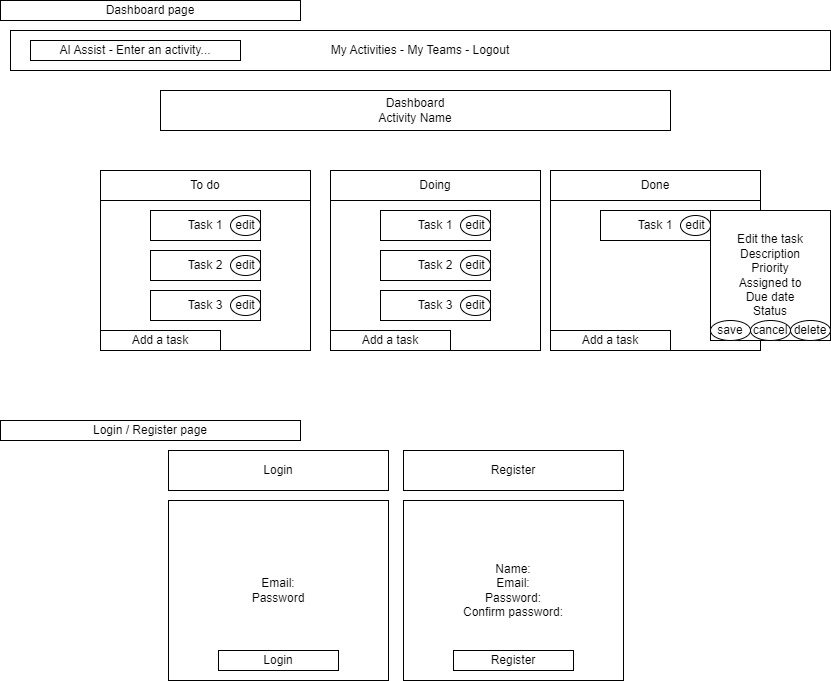 Dashboard page
AI Assist - Enter an activity...
My Activities - My Teams - Logout
Dashboard
Activity Name
To do
Task 1 edit
Task 2 edit
Task 3 edit
Add a task
Doing
Task 1 edit
Task 2 edit
Task 3 edit
Add a task
Done
Task 1 edit
Add a task
Edit the task
Description
Priority
Assigned to
Due date
Status
save cancel delete
Login / Register page
Login
Email:
Password
Login
Register
Name:
Email:
Password:
Confirm password:
Register